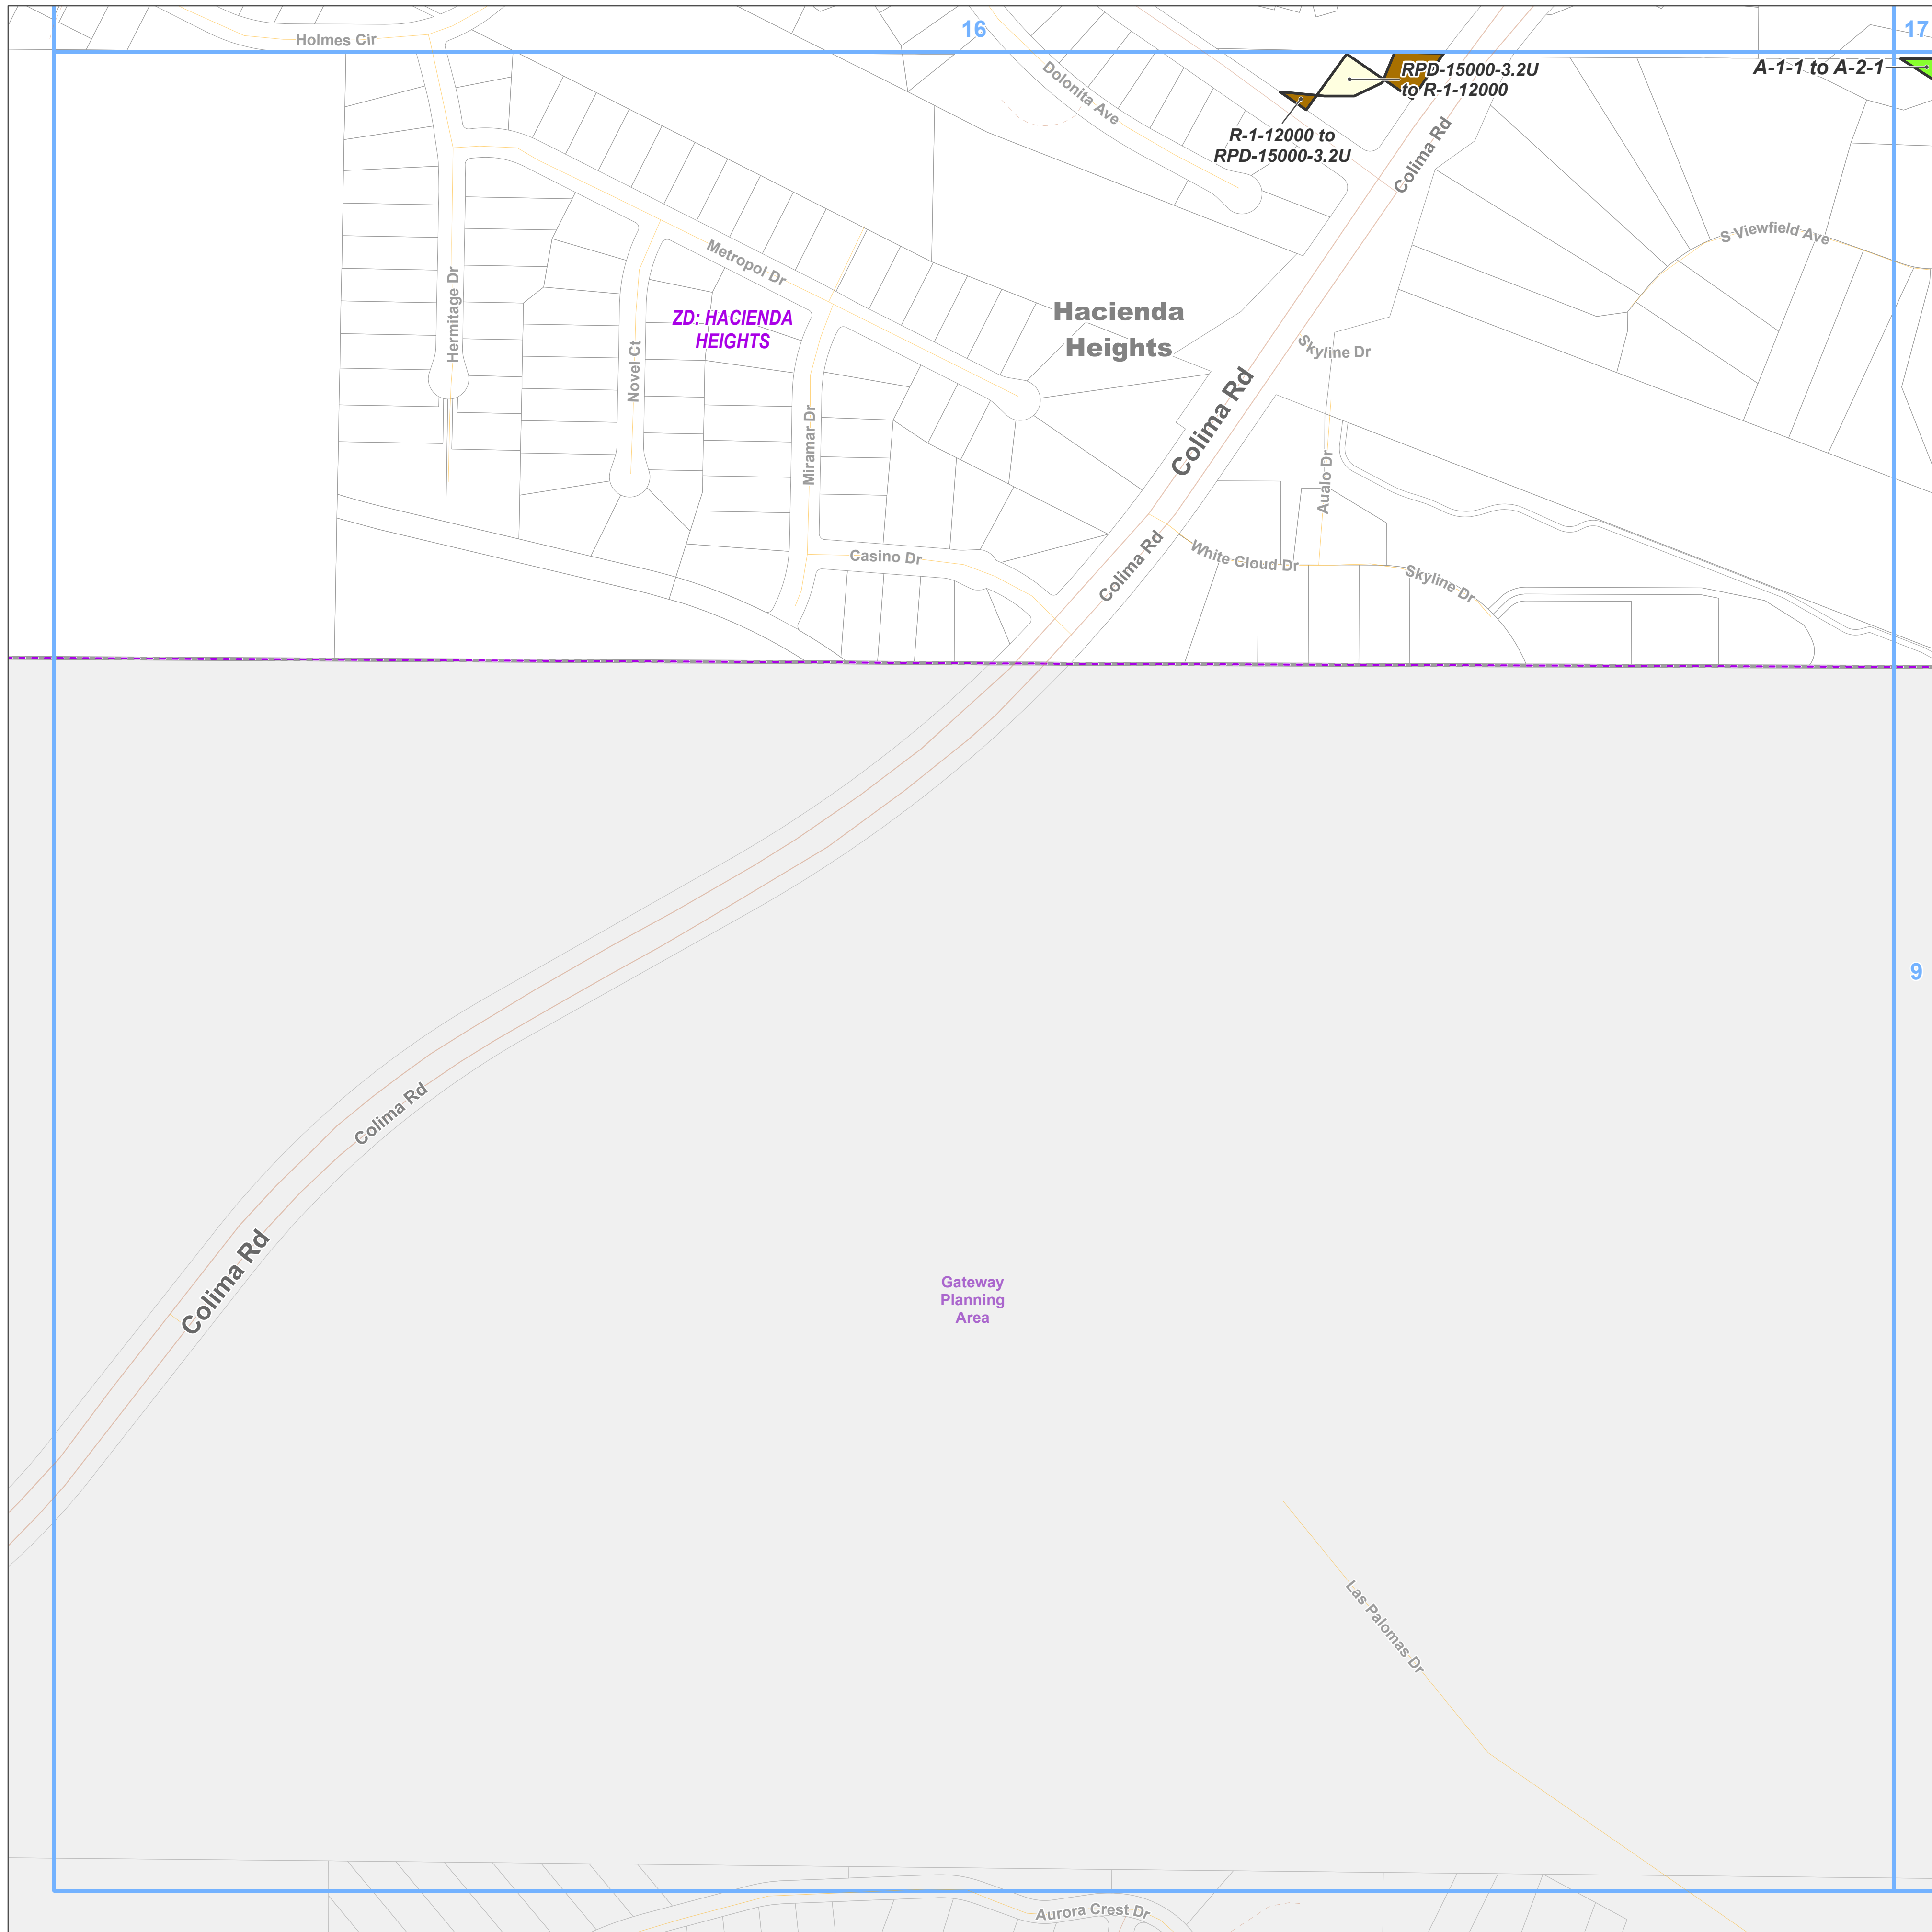 16
17
Holmes Cir
Dolonita Ave
RPD-15000-3.2U
to R-1-12000
A-1-1 to A-2-1
R-1-12000 to
RPD-15000-3.2U
Colima Rd
S Viewfield Ave
Metropol Dr
Hermitage Dr
ZD: HACIENDA
HEIGHTS
Hacienda
Heights
Novel Ct
Skyline Dr
Miramar Dr
Colima Rd
Aualo Dr
Casino Dr
Colima Rd
White Cloud Dr
Skyline Dr
9
Colima Rd
Colima Rd
Gateway
Planning
Area
Las Palomas Dr
Aurora Crest Dr